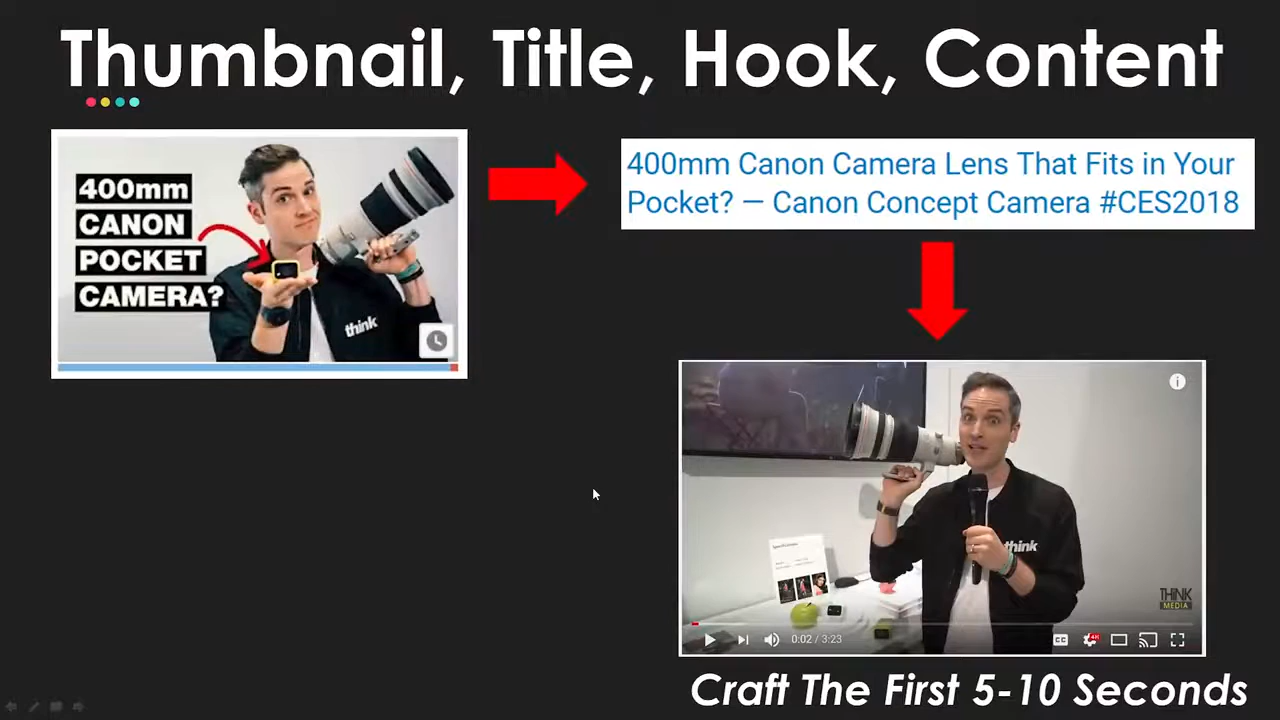 Thumbnail, Title, Hook, Content
400mm
CANON
POCKET
CAMERA?
think
400mm Canon Camera Lens That Fits in Your
Pocket? — Canon Concept Camera #CES2018
think
THINK
MEDIA
0:02 / 3:23
CC
Craft The First 5-10 Seconds